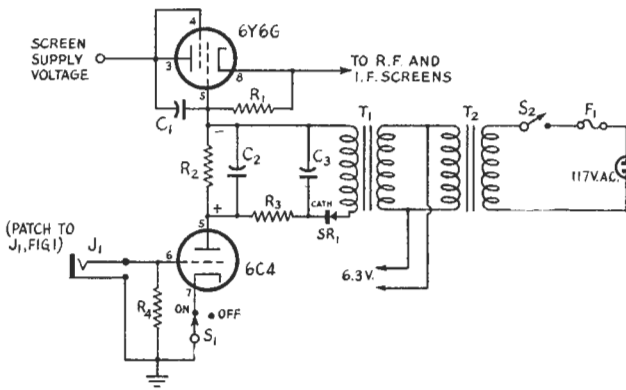 4
6Y6G
SCREEN
SUPPLY
VOLTAGE
3
8
5
TO R.F. AND
I.F. SCREENS
C1
R1
−
R2
C2
C3
T1
T2
S2
F1
117V.A.C.
+
R3
CATH
SR1
(PATCH TO
J1, FIG.1)
J1
5
6
6C4
7
R4
ON
OFF
S1
6.3V.